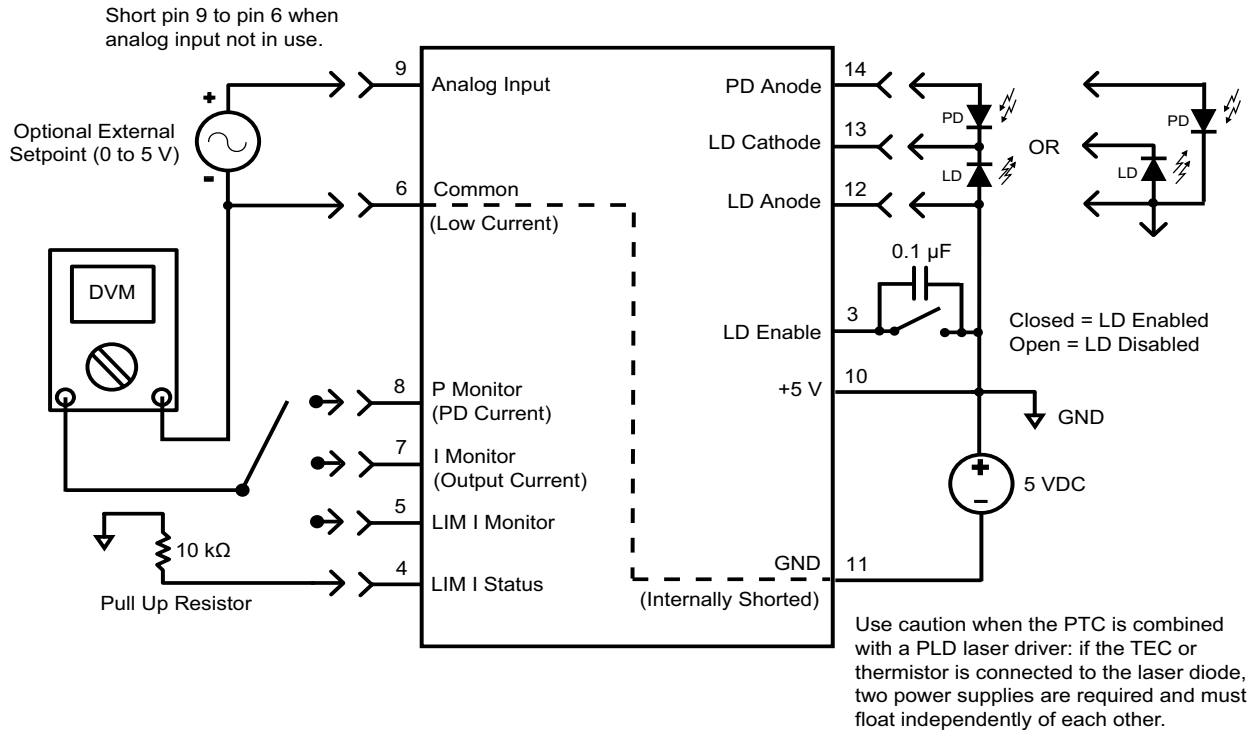 Short pin 9 to pin 6 when
analog input not in use.
9
Analog Input
+
Optional External
Setpoint (0 to 5 V)
-
6
Common
(Low Current)
DVM
8
P Monitor
(PD Current)
7
I Monitor
(Output Current)
5
LIM I Monitor
10 kΩ
4
LIM I Status
Pull Up Resistor
PD Anode
14
PD
LD Cathode
13
LD
LD Anode
12
OR
PD
LD
0.1 µF
LD Enable
3
Closed = LD Enabled
Open = LD Disabled
+5 V
10
GND
+
5 VDC
–
GND
11
(Internally Shorted)
Use caution when the PTC is combined
with a PLD laser driver: if the TEC or
thermistor is connected to the laser diode,
two power supplies are required and must
float independently of each other.